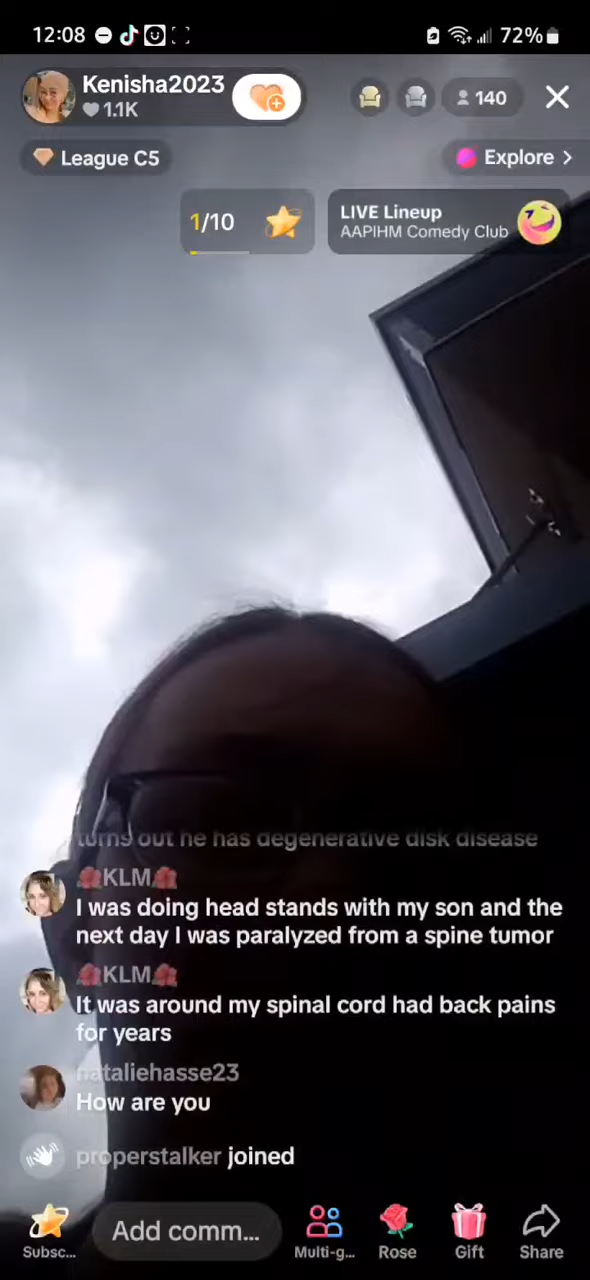 12:08
72%
Kenisha2023
1.1K
140
League C5
Explore >
1/10
LIVE Lineup
AAPIHM Comedy Club
turns out he has degenerative disk disease
🌺KLM🌺
I was doing head stands with my son and the
next day I was paralyzed from a spine tumor
🌺KLM🌺
It was around my spinal cord had back pains
for years
nataliehasse23
How are you
properstalker joined
Add comm...
Subsc...
Multi-g...
Rose
Gift
Share